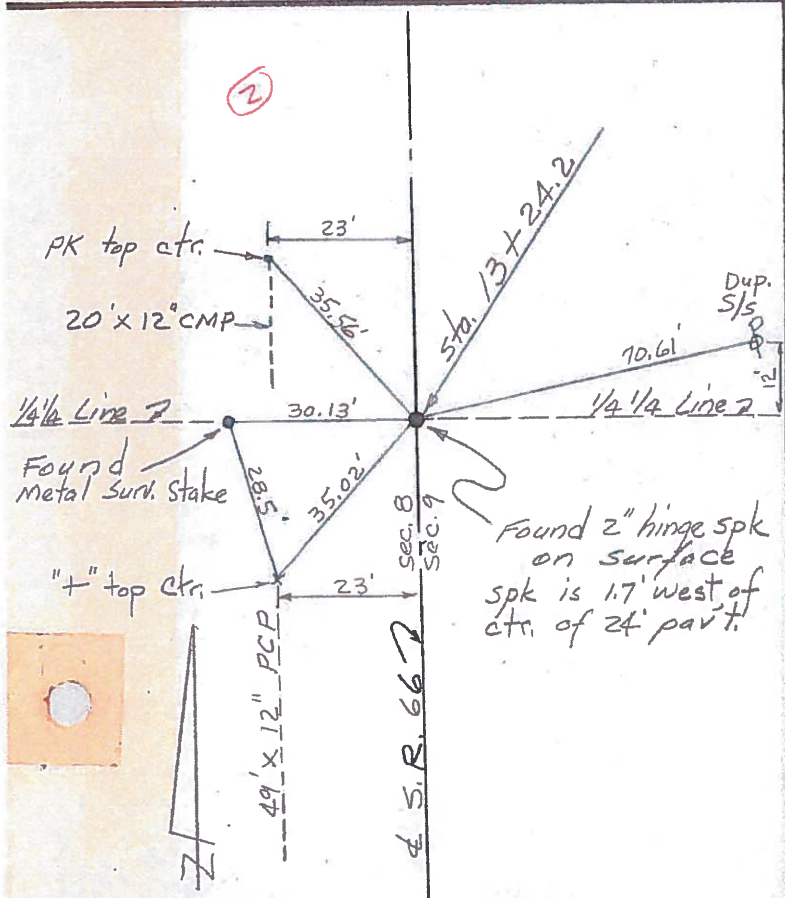 2
23'
PK top ctr.
35.56'
Sta. 13 + 24.2
20' x 12" CMP
Dup.
S/S
70.61'
12'
1/4 1/4 Line
30.13'
1/4 1/4 Line
Found
Metal Surv. Stake
28.5
35.02'
Sec. 8
Sec. 9
Found 2" hinge spk
on surface
spk is 1.7' west of
ctr. of 24' pav't.
"+" top Ctr.
23'
49' x 12" PCP
℄ S.R. 66